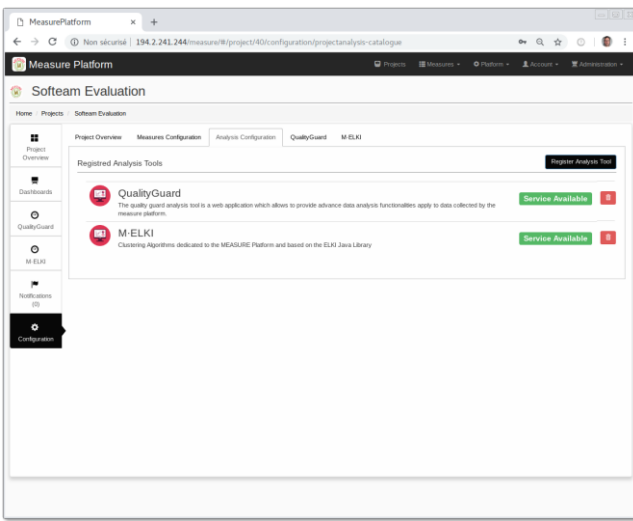 MeasurePlatform
Non sécurisé | 194.2.241.244/measure/#/project/40/configuration/projectanalysis-catalogue
Measure Platform
Projects Measures Platform Account Administration
Softeam Evaluation
Home Projects Softeam Evaluation
Project Overview
Dashboards
QualityGuard
M-ELKI
Notifications (0)
Configuration
Project Overview Measures Configuration Analysis Configuration QualityGuard M-ELKI
Registred Analysis Tools
Register Analysis Tool
QualityGuard
The quality guard analysis tool is a web application which allows to provide advance data analysis functionalities apply to data collected by the
measure platform.
Service Available
M-ELKI
Clustering Algorithms dedicated to the MEASURE Platform and based on the ELKI Java Library
Service Available